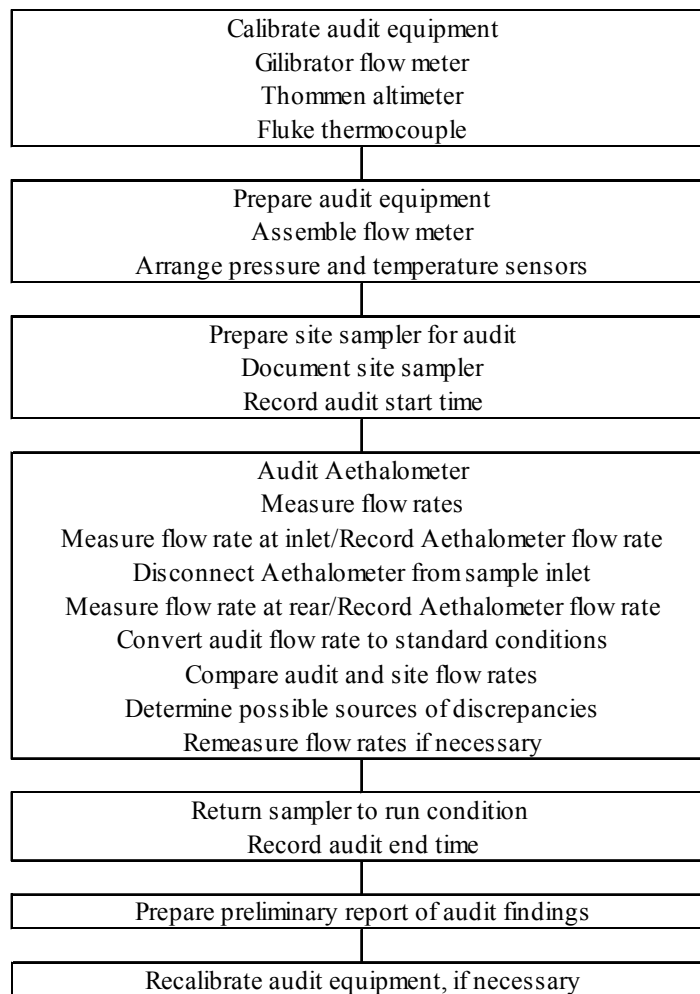 Calibrate audit equipment
Gilibrator flow meter
Thommen altimeter
Fluke thermocouple
Prepare audit equipment
Assemble flow meter
Arrange pressure and temperature sensors
Prepare site sampler for audit
Document site sampler
Record audit start time
Audit Aethalometer
Measure flow rates
Measure flow rate at inlet/Record Aethalometer flow rate
Disconnect Aethalometer from sample inlet
Measure flow rate at rear/Record Aethalometer flow rate
Convert audit flow rate to standard conditions
Compare audit and site flow rates
Determine possible sources of discrepancies
Remeasure flow rates if necessary
Return sampler to run condition
Record audit end time
Prepare preliminary report of audit findings
Recalibrate audit equipment, if necessary